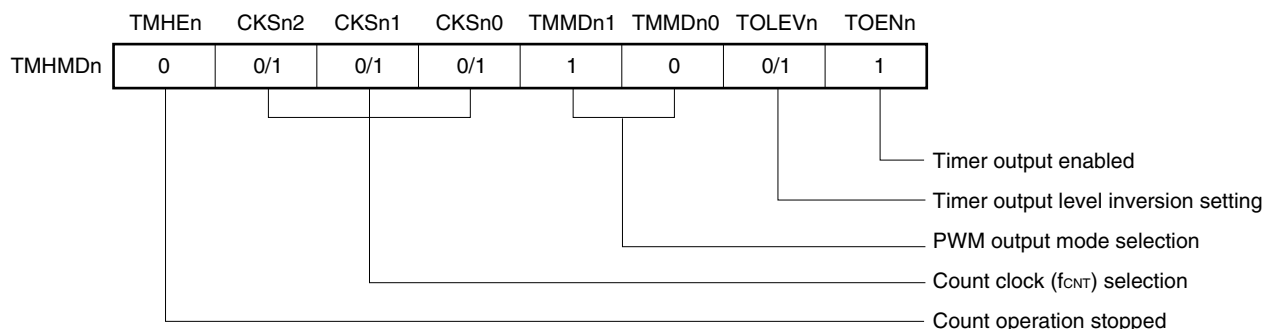 TMHEn CKSn2 CKSn1 CKSn0 TMMDn1 TMMDn0 TOLEVn TOENn
TMHMDn 0 0/1 0/1 0/1 1 0 0/1 1
Timer output enabled
Timer output level inversion setting
PWM output mode selection
Count clock (fCNT) selection
Count operation stopped